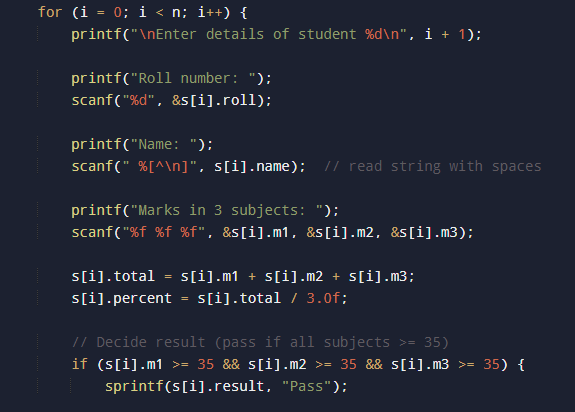 for (i = 0; i < n; i++) {
printf("\nEnter details of student %d\n", i + 1);
printf("Roll number: ");
scanf("%d", &s[i].roll);
printf("Name: ");
scanf(" %[^\n]", s[i].name);  // read string with spaces
printf("Marks in 3 subjects: ");
scanf("%f %f %f", &s[i].m1, &s[i].m2, &s[i].m3);
s[i].total = s[i].m1 + s[i].m2 + s[i].m3;
s[i].percent = s[i].total / 3.0f;
// Decide result (pass if all subjects >= 35)
if (s[i].m1 >= 35 && s[i].m2 >= 35 && s[i].m3 >= 35) {
sprintf(s[i].result, "Pass");